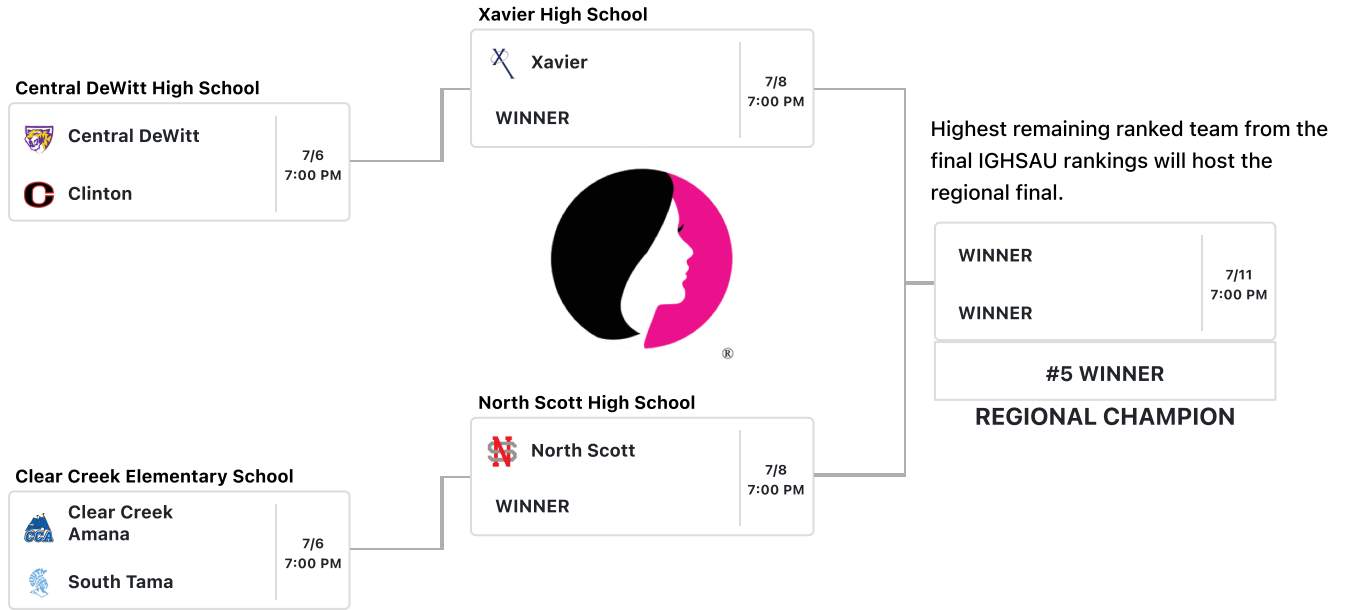 Xavier High School
Xavier
7/8
7:00 PM
WINNER
Central DeWitt High School
Central DeWitt
7/6
7:00 PM
Clinton
Highest remaining ranked team from the
final IGHSAU rankings will host the
regional final.
WINNER
7/11
7:00 PM
WINNER
#5 WINNER
REGIONAL CHAMPION
®
North Scott High School
North Scott
7/8
7:00 PM
WINNER
Clear Creek Elementary School
Clear Creek
Amana
CCA
7/6
7:00 PM
South Tama